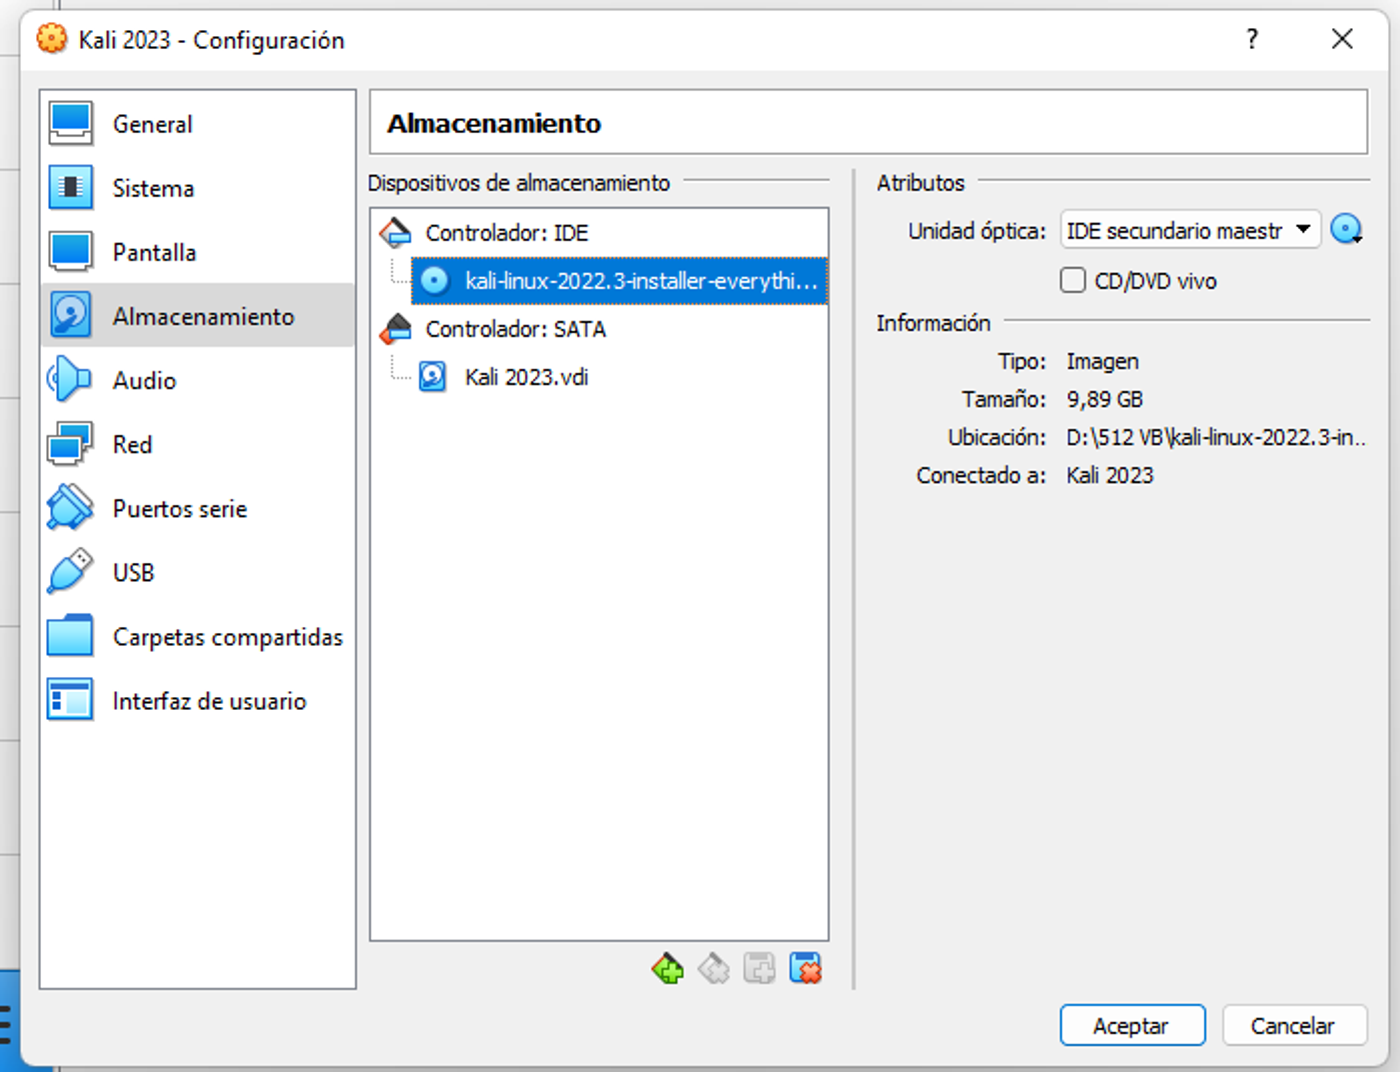 Kali 2023 - Configuración
?
General
Sistema
Pantalla
Almacenamiento
Audio
Red
Puertos serie
USB
Carpetas compartidas
Interfaz de usuario
Almacenamiento
Dispositivos de almacenamiento
Controlador: IDE
kali-linux-2022.3-installer-everythi...
Controlador: SATA
Kali 2023.vdi
Atributos
Unidad óptica: IDE secundario maestr
CD/DVD vivo
Información
Tipo: Imagen
Tamaño: 9,89 GB
Ubicación: D:\512 VB\kali-linux-2022.3-in..
Conectado a: Kali 2023
Aceptar
Cancelar